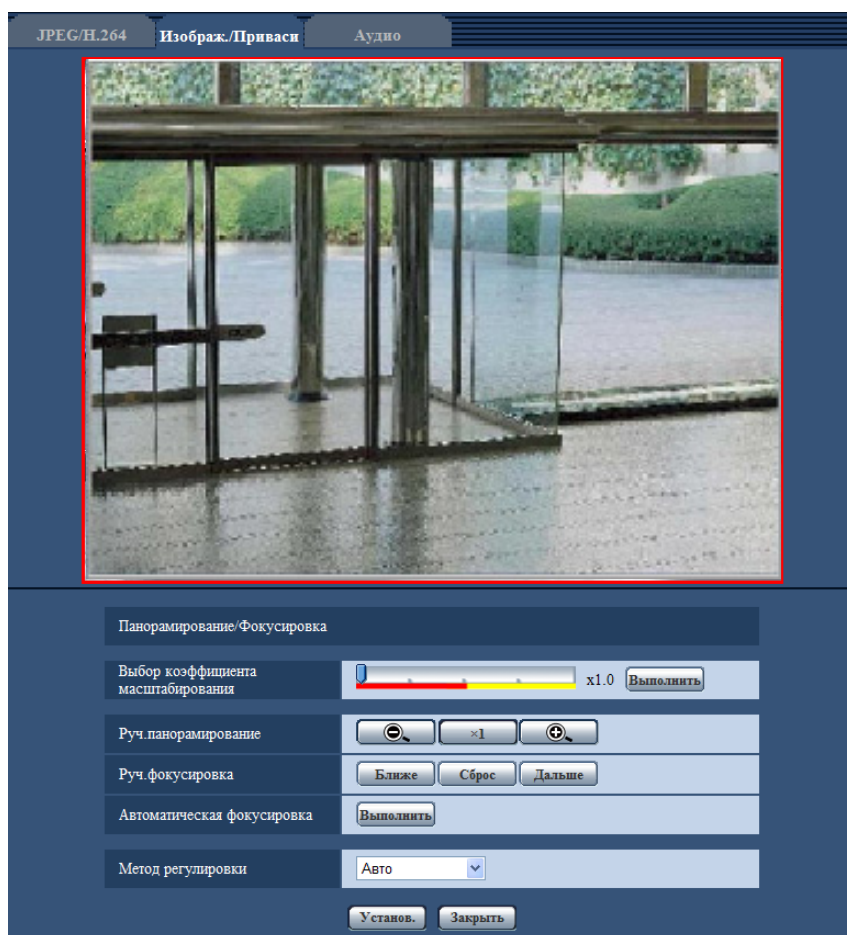 JPEG/H.264 Изображ./Приваси Аудио
Панорамирование/Фокусировка
Выбор коэффициента
масштабирования
x1.0 Выполнить
Руч.панорамирование ×1
Руч.фокусировка Ближе Сброс Дальше
Автоматическая фокусировка Выполнить
Метод регулировки Авто
Установ. Закрыть